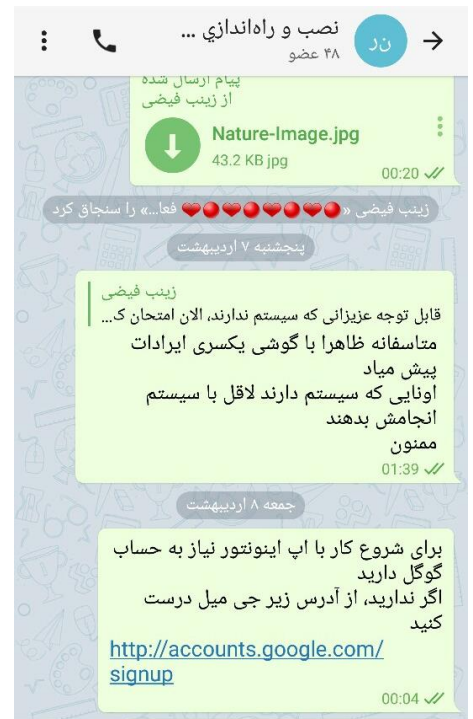 نصب و راه‌اندازي ...
۴۸ عضو
ن‌ر
پیام ارسال شده
از زینب فیضی
Nature-Image.jpg
43.2 KB jpg
00:20
زینب فیضی «🔴❤🔴❤🔴❤🔴❤ فعا...» را سنجاق کرد
پنجشنبه ۷ اردیبهشت
زینب فیضی
قابل توجه عزیزانی که سیستم ندارند، الان امتحان ک...
متاسفانه ظاهرا با گوشی یکسری ایرادات
پیش میاد
اونایی که سیستم دارند لاقل با سیستم
انجامش بدهند
ممنون
01:39
جمعه ۸ اردیبهشت
برای شروع کار با اپ اینونتور نیاز به حساب
گوگل دارید
اگر ندارید، از آدرس زیر جی میل درست
کنید
http://accounts.google.com/
signup
00:04